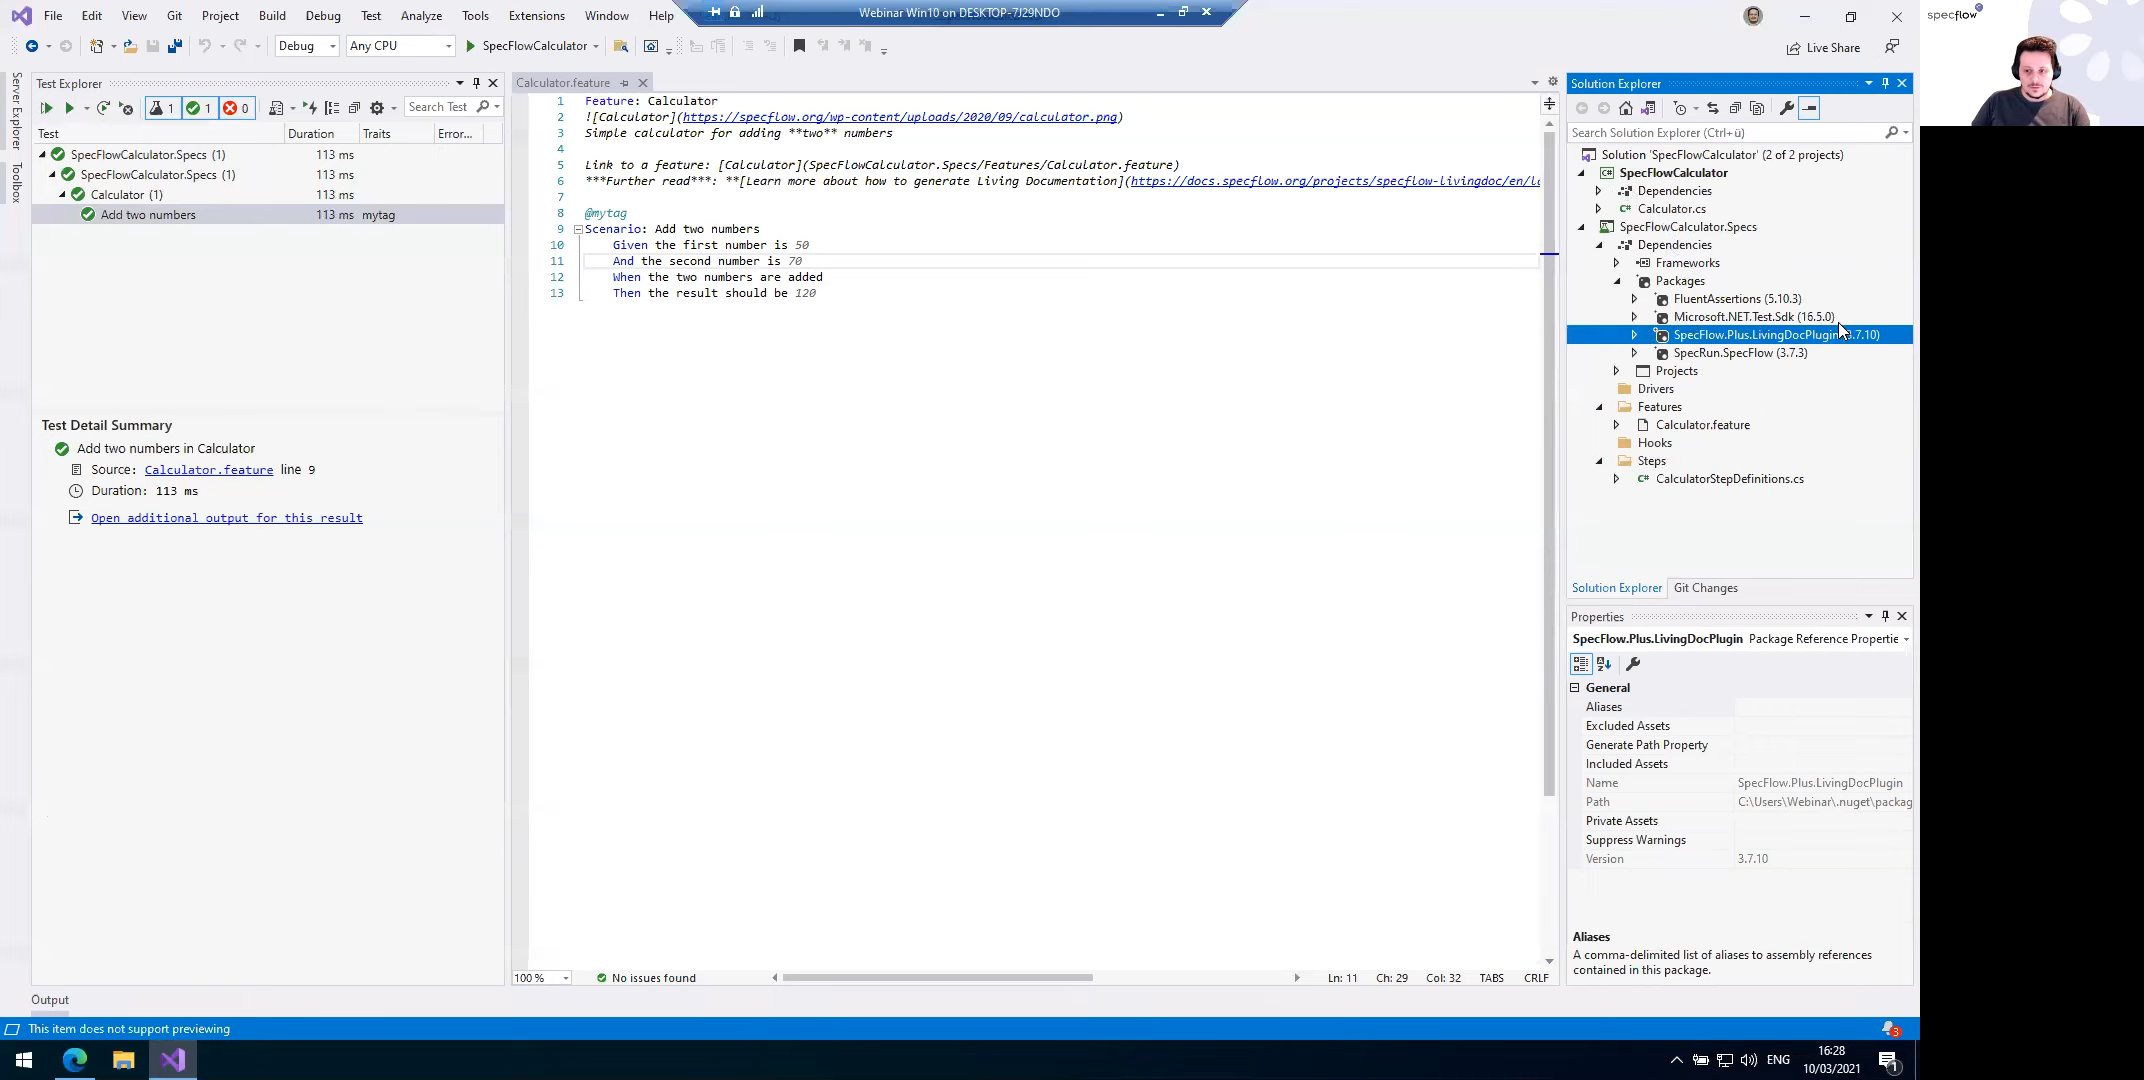 File Edit View Git Project Build Debug Test Analyze Tools Extensions Window Help
Webinar Win10 on DESKTOP-7J29NDO
specflow
Debug Any CPU SpecFlowCalculator
Live Share
Server Explorer
Toolbox
Test Explorer
1 1 0 Search Test
Test Duration Traits Error...
SpecFlowCalculator.Specs (1) 113 ms
SpecFlowCalculator.Specs (1) 113 ms
Calculator (1) 113 ms
Add two numbers 113 ms mytag
Test Detail Summary
Add two numbers in Calculator
Source: Calculator.feature line 9
Duration: 113 ms
Open additional output for this result
Calculator.feature
1 Feature: Calculator
2 ![Calculator](https://specflow.org/wp-content/uploads/2020/09/calculator.png)
3 Simple calculator for adding **two** numbers
4
5 Link to a feature: [Calculator](SpecFlowCalculator.Specs/Features/Calculator.feature)
6 ***Further read***: **[Learn more about how to generate Living Documentation](https://docs.specflow.org/projects/specflow-livingdoc/en/l
7
8 @mytag
9 Scenario: Add two numbers
10 Given the first number is 50
11 And the second number is 70
12 When the two numbers are added
13 Then the result should be 120
100 % No issues found Ln: 11 Ch: 29 Col: 32 TABS CRLF
Solution Explorer
Search Solution Explorer (Ctrl+ü)
Solution 'SpecFlowCalculator' (2 of 2 projects)
SpecFlowCalculator
Dependencies
Calculator.cs
SpecFlowCalculator.Specs
Dependencies
Frameworks
Packages
FluentAssertions (5.10.3)
Microsoft.NET.Test.Sdk (16.5.0)
SpecFlow.Plus.LivingDocPlugin 3.7.10)
SpecRun.SpecFlow (3.7.3)
Projects
Drivers
Features
Calculator.feature
Hooks
Steps
CalculatorStepDefinitions.cs
Solution Explorer Git Changes
Properties
SpecFlow.Plus.LivingDocPlugin Package Reference Propertie
General
Aliases
Excluded Assets
Generate Path Property
Included Assets
Name SpecFlow.Plus.LivingDocPlugin
Path C:\Users\Webinar\.nuget\packag
Private Assets
Suppress Warnings
Version 3.7.10
Aliases
A comma-delimited list of aliases to assembly references
contained in this package.
Output
This item does not support previewing
3
ENG
16:28
10/03/2021
1